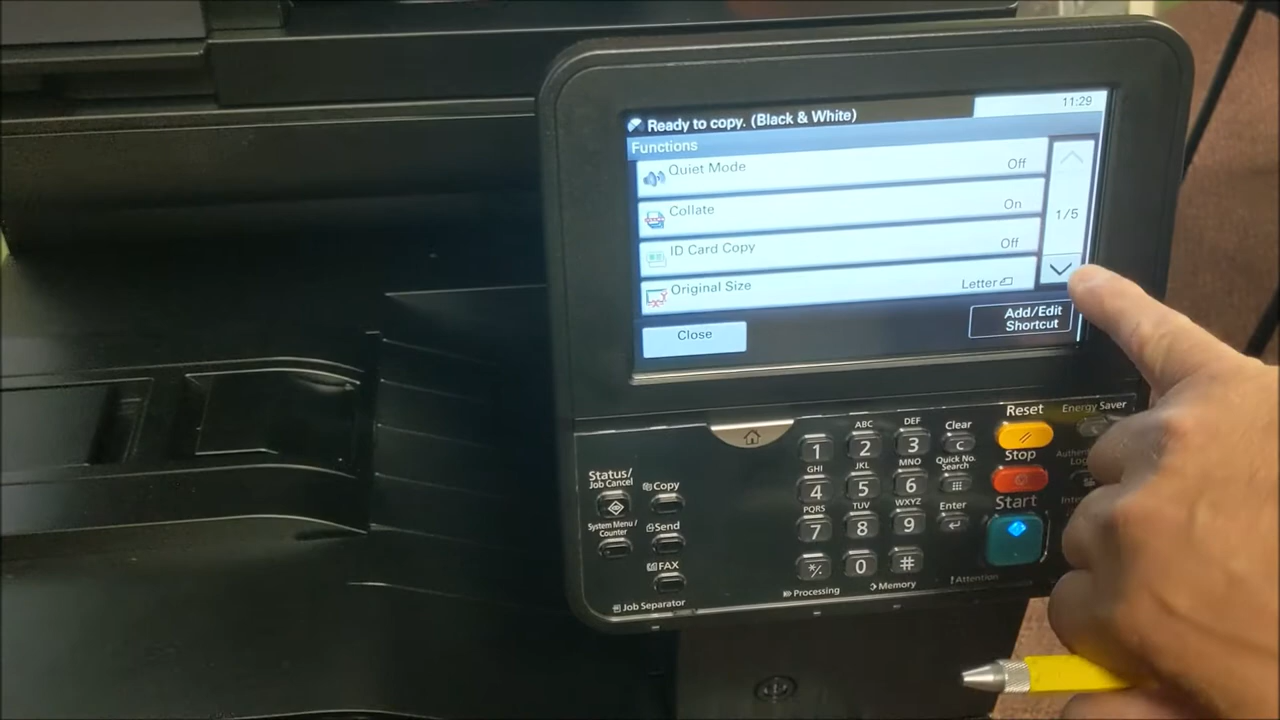 11:29
Ready to copy. (Black & White)
Functions
Quiet Mode Off
Collate On
1/5
ID Card Copy Off
Original Size Letter
Close
Add/Edit
Shortcut
Reset
Energy Saver
ABC DEF Clear
1 2 3 C
Stop
GHI JKL MNO Quick No.
Search
Status/
Job Cancel
Copy
4 5 6
Start
PQRS TUV WXYZ Enter
System Menu /
Counter
Send
7 8 9
FAX
*/. 0 #
Processing Memory Attention
Job Separator